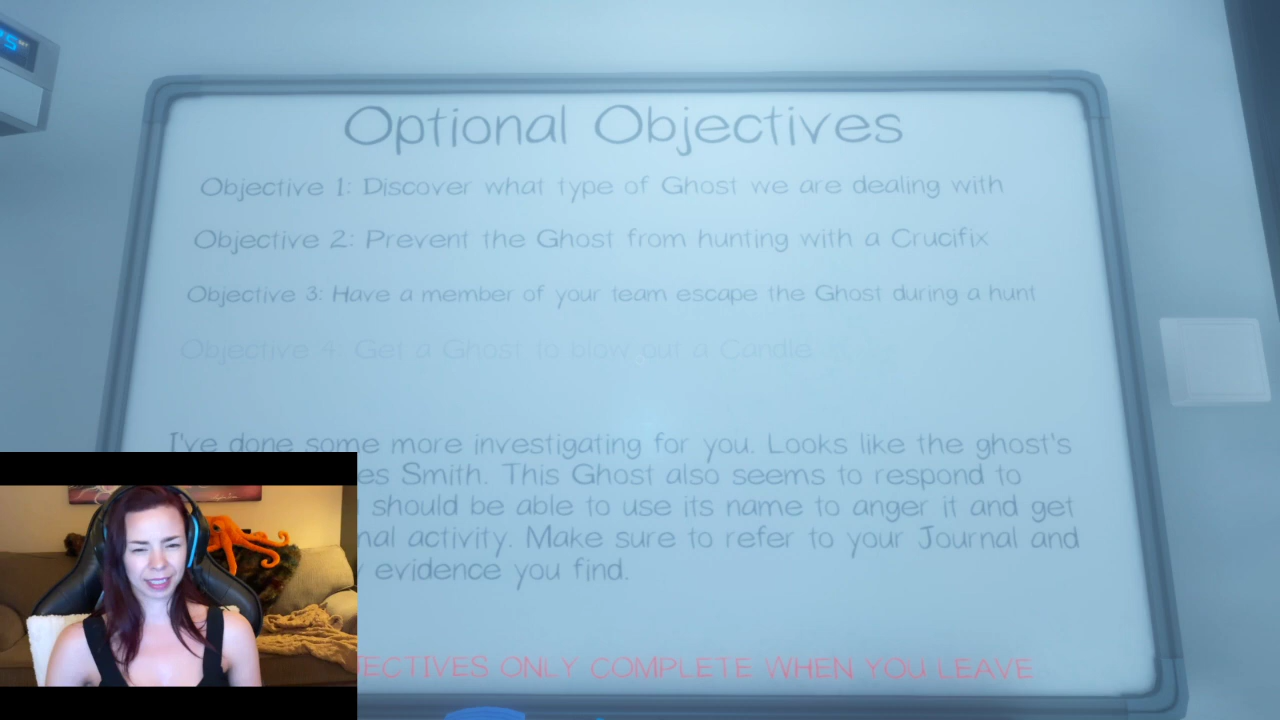 Optional Objectives
Objective 1: Discover what type of Ghost we are dealing with
Objective 2: Prevent the Ghost from hunting with a Crucifix
Objective 3: Have a member of your team escape the Ghost during a hunt
Objective 4: Get a Ghost to blow out a Candle
I've done some more investigating for you. Looks like the ghost's
es Smith. This Ghost also seems to respond to
should be able to use its name to anger it and get
nal activity. Make sure to refer to your Journal and
evidence you find.
JECTIVES ONLY COMPLETE WHEN YOU LEAVE